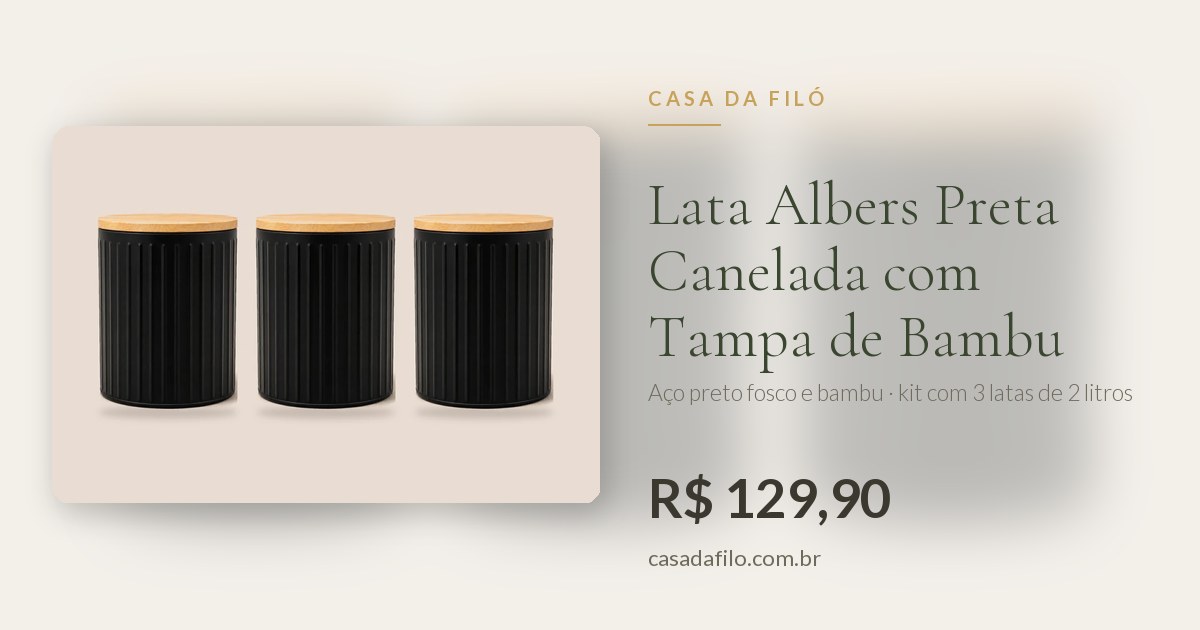 CASA DA FILÓ
Lata Albers Preta
Canelada com
Tampa de Bambu
Aço preto fosco e bambu · kit com 3 latas de 2 litros
R$ 129,90
casadafilo.com.br